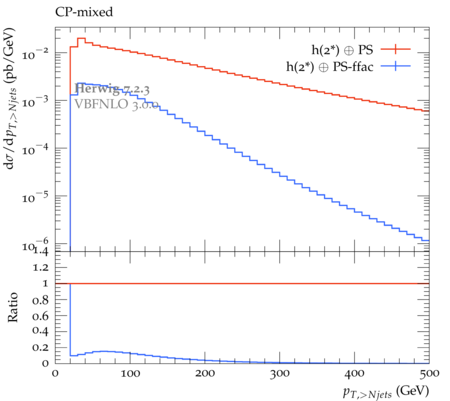 CP-mixed
h(2*) ⊕ PS
h(2*) ⊕ PS-ffac
Herwig 7.2.3
VBFNLO 3.0.0
dσ/dp_{T,>Njets} (pb/GeV)
10^{-2}
10^{-3}
10^{-4}
10^{-5}
10^{-6}
1.4
1.2
1
0.8
0.6
0.4
0.2
0
Ratio
0 100 200 300 400 500
p_{T,>Njets} (GeV)